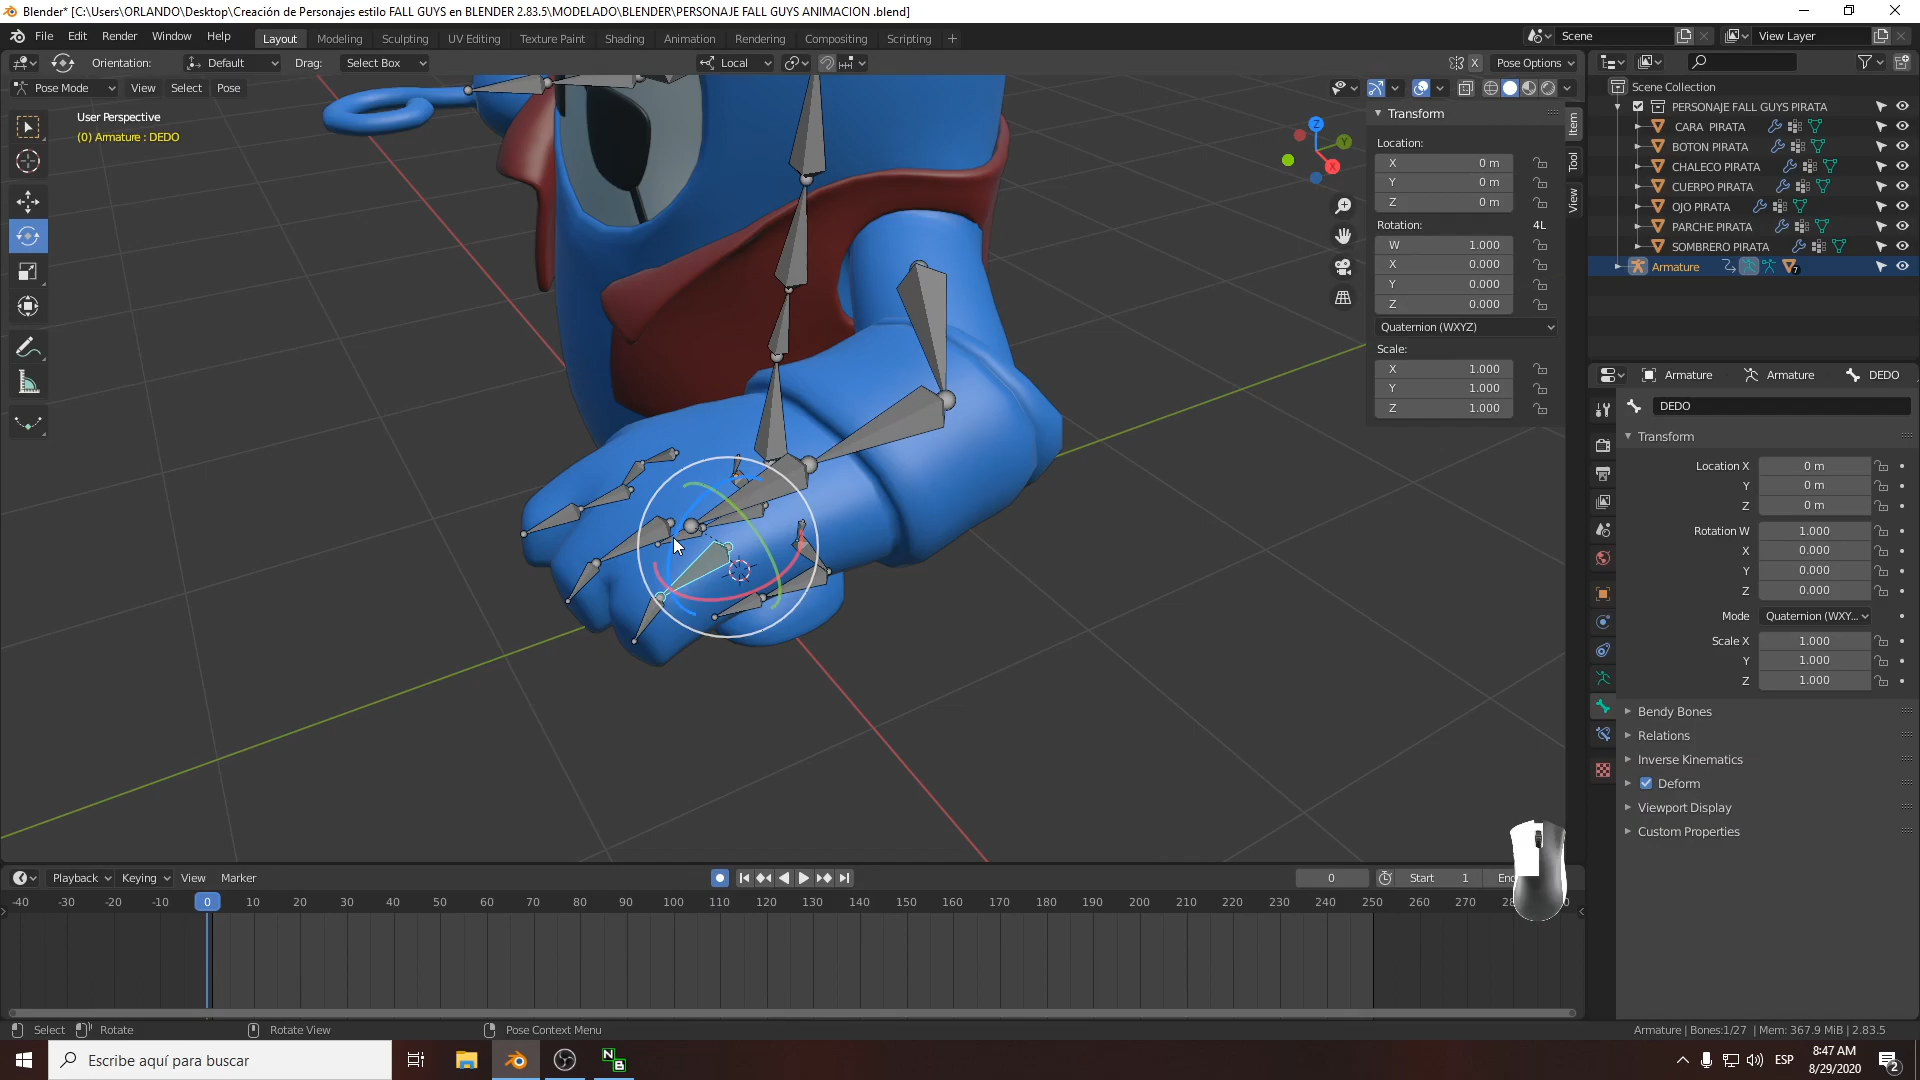 Blender* [C:\Users\ORLANDO\Desktop\Creación de Personajes estilo FALL GUYS en BLENDER 2.83.5\MODELADO\BLENDER\PERSONAJE FALL GUYS ANIMACION .blend]
File Edit Render Window Help Layout Modeling Sculpting UV Editing Texture Paint Shading Animation Rendering Compositing Scripting + Scene View Layer
Orientation: Default Drag: Select Box Local X Pose Options
Pose Mode View Select Pose
User Perspective
(0) Armature : DEDO
Transform
Location:
X 0 m
Y 0 m
Z 0 m
Rotation: 4L
W 1.000
X 0.000
Y 0.000
Z 0.000
Quaternion (WXYZ)
Scale:
X 1.000
Y 1.000
Z 1.000
Item
Tool
View
Z
Y
X
Scene Collection
PERSONAJE FALL GUYS PIRATA
CARA PIRATA
BOTON PIRATA
CHALECO PIRATA
CUERPO PIRATA
OJO PIRATA
PARCHE PIRATA
SOMBRERO PIRATA
Armature 7
Armature Armature DEDO
DEDO
Transform
Location X 0 m
Y 0 m
Z 0 m
Rotation W 1.000
X 0.000
Y 0.000
Z 0.000
Mode Quaternion (WXY...
Scale X 1.000
Y 1.000
Z 1.000
Bendy Bones
Relations
Inverse Kinematics
Deform
Viewport Display
Custom Properties
Playback Keying View Marker 0 Start 1
-40 -30 -20 -10 0 10 20 30 40 50 60 70 80 90 100 110 120 130 140 150 160 170 180 190 200 210 220 230 240 250 260 270
Select Rotate Rotate View Pose Context Menu Armature | Bones:1/27 | Mem: 367.9 MiB | 2.83.5
Escribe aquí para buscar
N
B
ESP
8:47 AM
8/29/2020
2